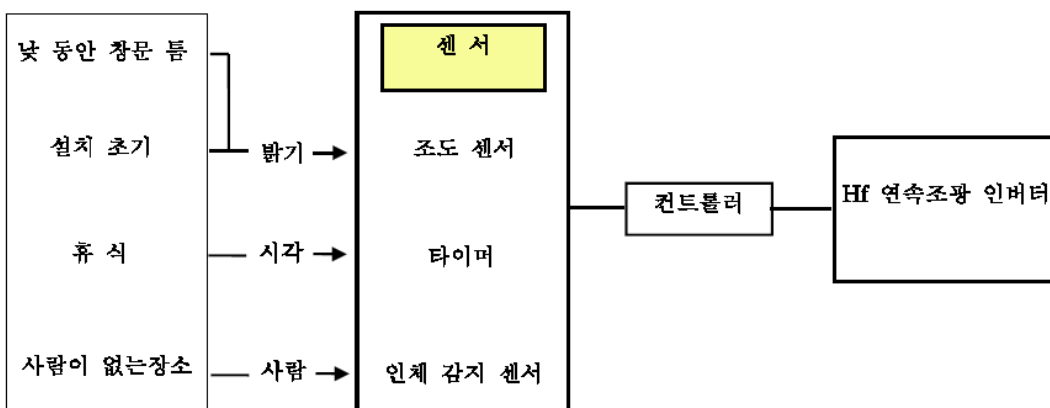 낮 동안 창문 틈
센 서
설치 초기
밝기
조도 센서
컨트롤러
Hf 연속조광 인버터
휴 식
시각
타이머
사람이 없는장소
사람
인체 감지 센서